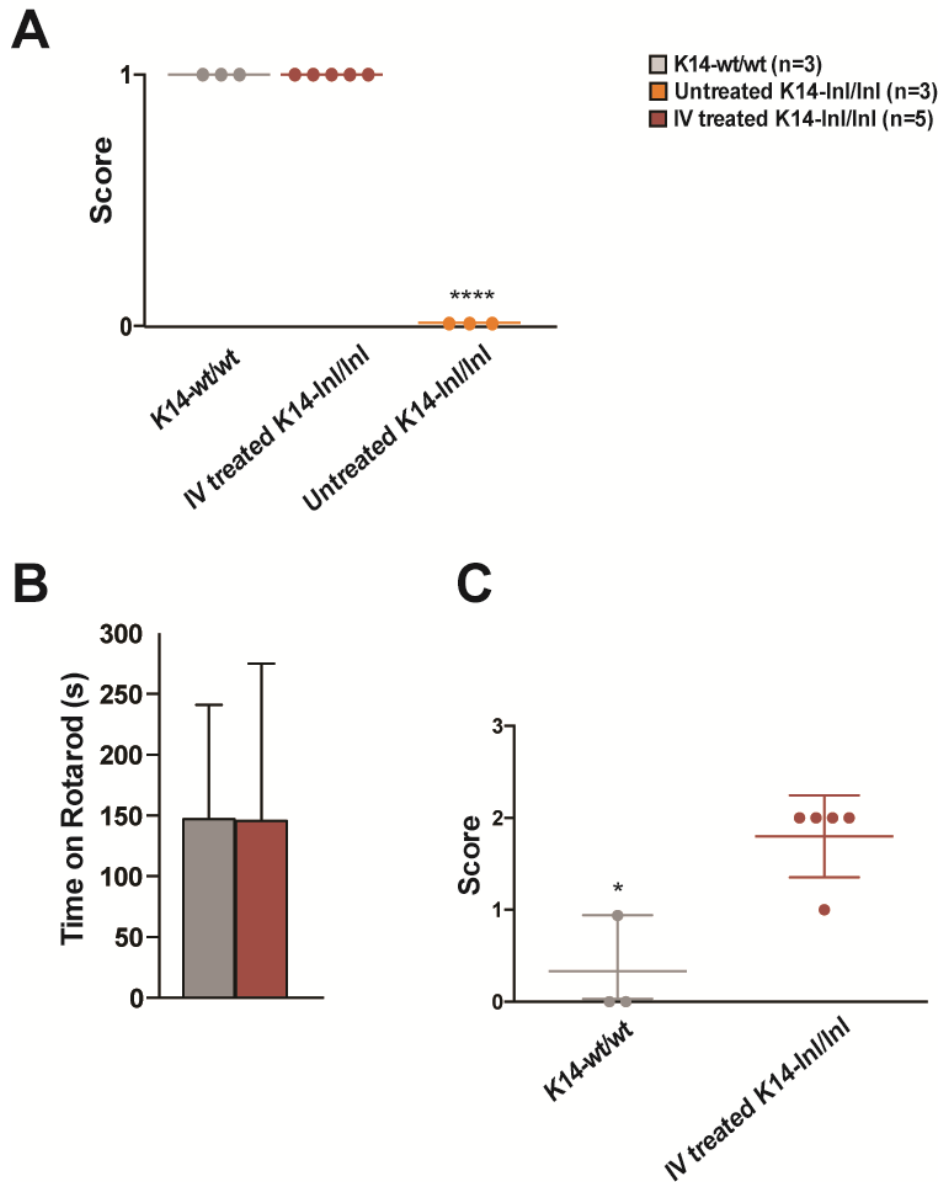 A
1
Score
0
****
K14-wt/wt
IV treated K14-lnl/lnl
Untreated K14-lnl/lnl
K14-wt/wt (n=3)
Untreated K14-lnl/lnl (n=3)
IV treated K14-lnl/lnl (n=5)
B
300
250
200
150
100
50
0
Time on Rotarod (s)
C
3
2
1
0
Score
*
K14-wt/wt
IV treated K14-lnl/lnl